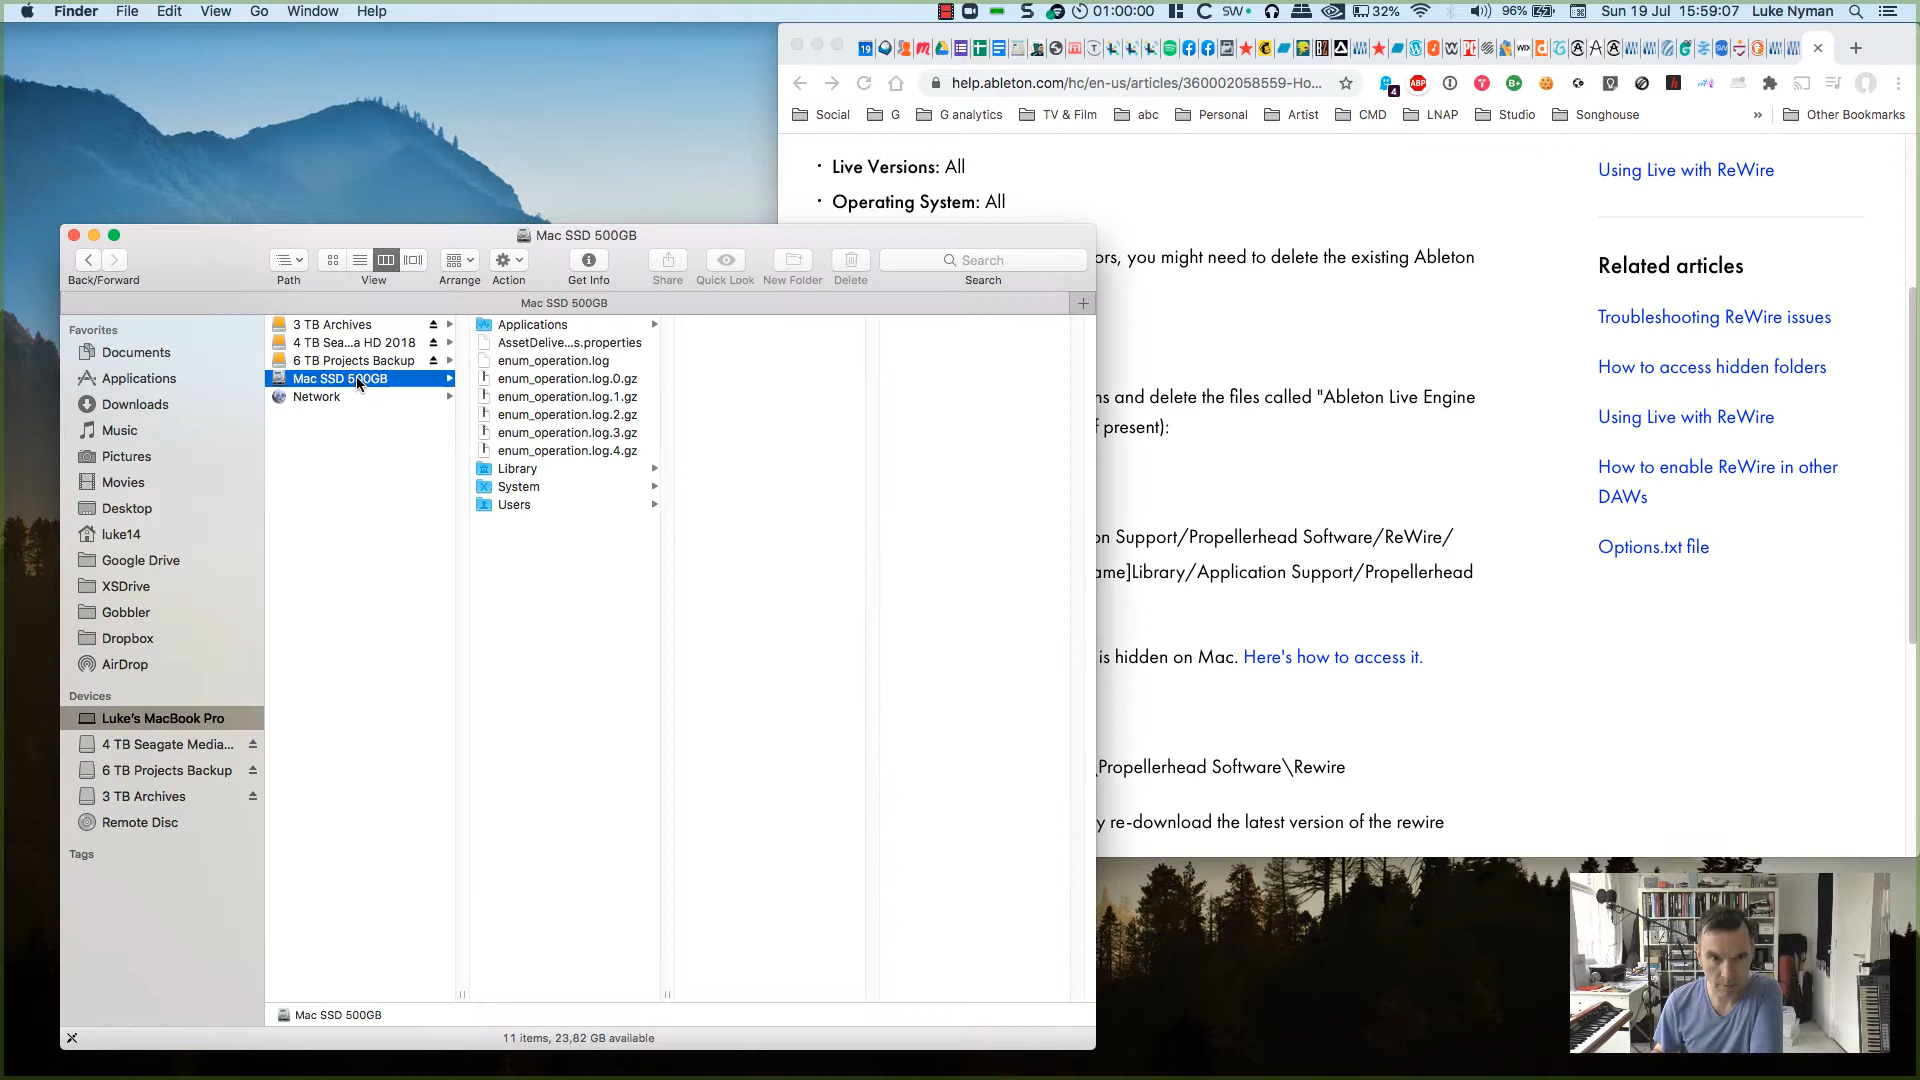 Finder File Edit View Go Window Help
01:00:00 32% 96% Sun 19 Jul 15:59:07 Luke Nyman
help.ableton.com/hc/en-us/articles/360002058559-Ho...
Social G G analytics TV & Film abc Personal Artist CMD LNAP Studio Songhouse » Other Bookmarks
• Live Versions: All
• Operating System: All
ors, you might need to delete the existing Ableton
ns and delete the files called "Ableton Live Engine
f present):
on Support/Propellerhead Software/ReWire/
ame]Library/Application Support/Propellerhead
is hidden on Mac. Here's how to access it.
\Propellerhead Software\Rewire
y re-download the latest version of the rewire
Using Live with ReWire
Related articles
Troubleshooting ReWire issues
How to access hidden folders
Using Live with ReWire
How to enable ReWire in other
DAWs
Options.txt file
Mac SSD 500GB
Search
Back/Forward Path View Arrange Action Get Info Share Quick Look New Folder Delete Search
Mac SSD 500GB
Favorites
Documents
Applications
Downloads
Music
Pictures
Movies
Desktop
luke14
Google Drive
XSDrive
Gobbler
Dropbox
AirDrop
Devices
Luke's MacBook Pro
4 TB Seagate Media...
6 TB Projects Backup
3 TB Archives
Remote Disc
Tags
3 TB Archives
4 TB Sea...a HD 2018
6 TB Projects Backup
Mac SSD 500GB
Network
Applications
AssetDelive...s.properties
enum_operation.log
enum_operation.log.0.gz
enum_operation.log.1.gz
enum_operation.log.2.gz
enum_operation.log.3.gz
enum_operation.log.4.gz
Library
System
Users
Mac SSD 500GB
11 items, 23,82 GB available